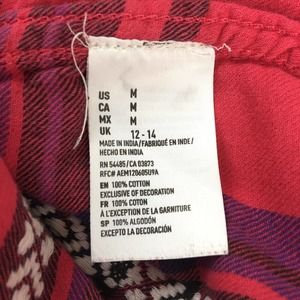 US M
CA M
MX M
UK 12 - 14
MADE IN INDIA/FABRIQUÉ EN INDE/
HECHO EN INDIA
RN 54485/CA 03873
RFC# AEM120605U9A
EN 100% COTTON
EXCLUSIVE OF DECORATION
FR 100% COTON
À L'EXCEPTION DE LA GARNITURE
SP 100% ALGODÓN
EXCEPTO LA DECORACIÓN